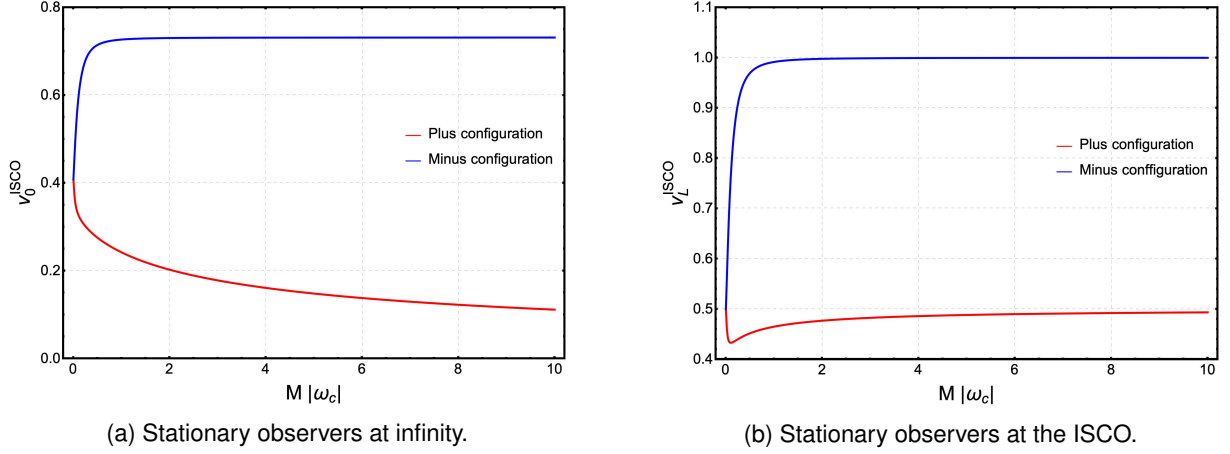 0.8
0.6
0.4
0.2
0.0
v_0^ISCO
Plus configuration
Minus configuration
0 2 4 6 8 10
M |ω_c|
(a) Stationary observers at infinity.
1.1
1.0
0.9
0.8
0.7
0.6
0.5
0.4
v_L^ISCO
Plus configuration
Minus conffiguration
0 2 4 6 8 10
M |ω_c|
(b) Stationary observers at the ISCO.